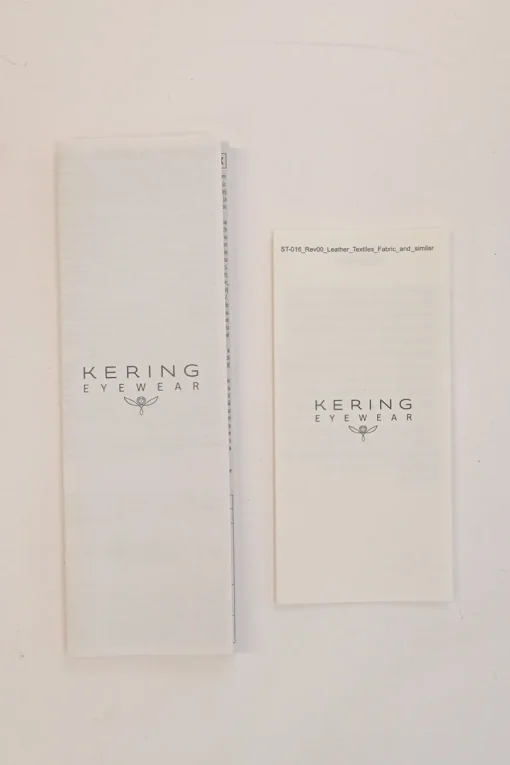 KERING
EYEWEAR
ST-016_Rev00_Leather_Textiles_Fabric_and_similar
KERING
EYEWEAR